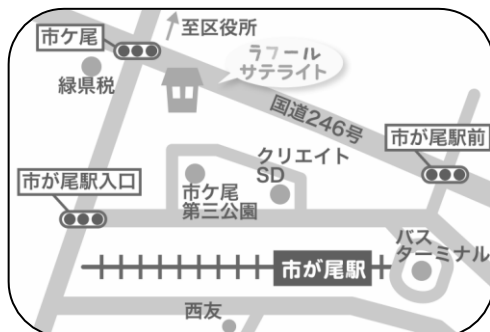 市ケ尾
至区役所
ラフール
サテライト
緑県税
国道246号
市が尾駅前
クリエイト
SD
市が尾駅入口
市ケ尾
第三公園
バス
ターミナル
市が尾駅
西友